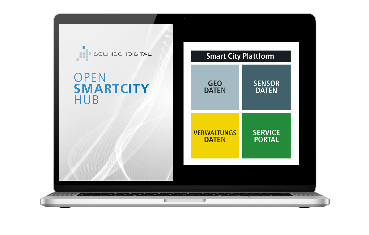 OPEN
SMARTCITY
HUB
Smart City Plattform
GEO
DATEN
SENSOR
DATEN
VERWALTUNGS
DATEN
SERVICE
PORTAL